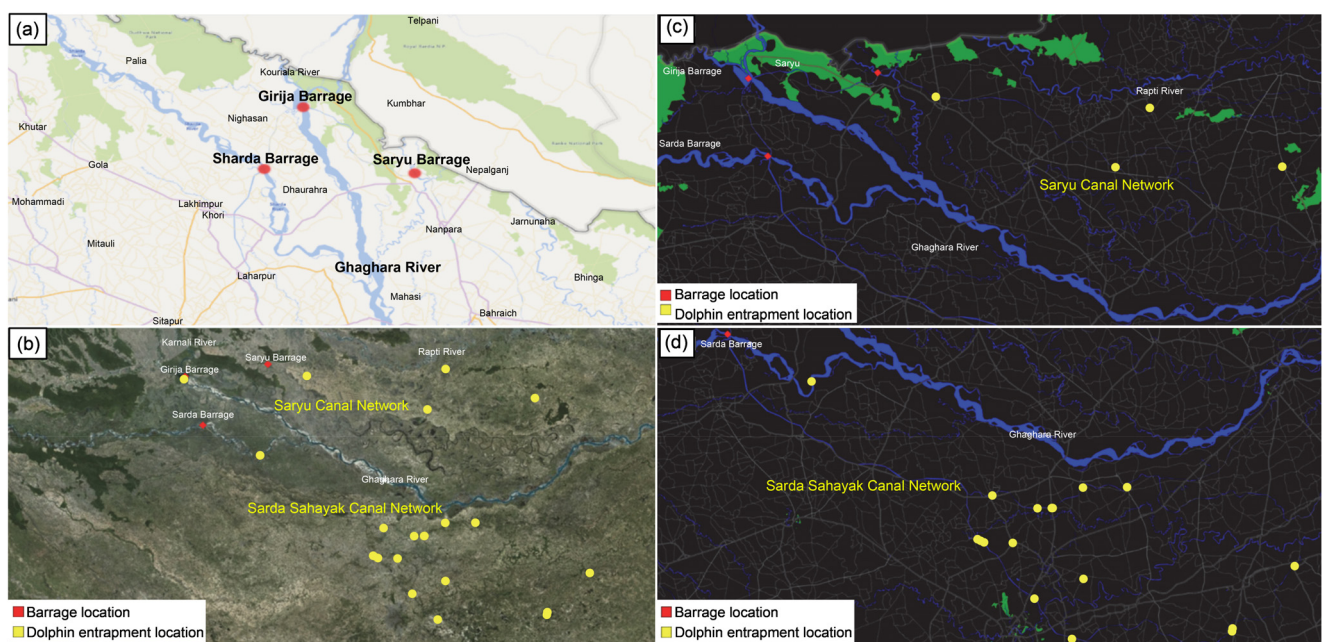 (a)
Telpani
Palia
Kouriala River
Girija Barrage
Kumbhar
Khutar
Nighasan
Gola
Sharda Barrage
Saryu Barrage
Nepalganj
Dhaurahra
Mohammadi
Lakhimpur
Khori
Jarnunaha
Nanpara
Mitauli
Ghaghara River
Laharpur
Bhinga
Mahasi
Sitapur
Bahraich
(b)
Karnali River
Saryu Barrage
Rapti River
Girija Barrage
Saryu Canal Network
Sarda Barrage
Ghaghara River
Sarda Sahayak Canal Network
Barrage location
Dolphin entrapment location
(c)
Saryu
Girija Barrage
Rapti River
Sarda Barrage
Saryu Canal Network
Ghaghara River
Barrage location
Dolphin entrapment location
(d)
Sarda Barrage
Ghaghara River
Sarda Sahayak Canal Network
Barrage location
Dolphin entrapment location